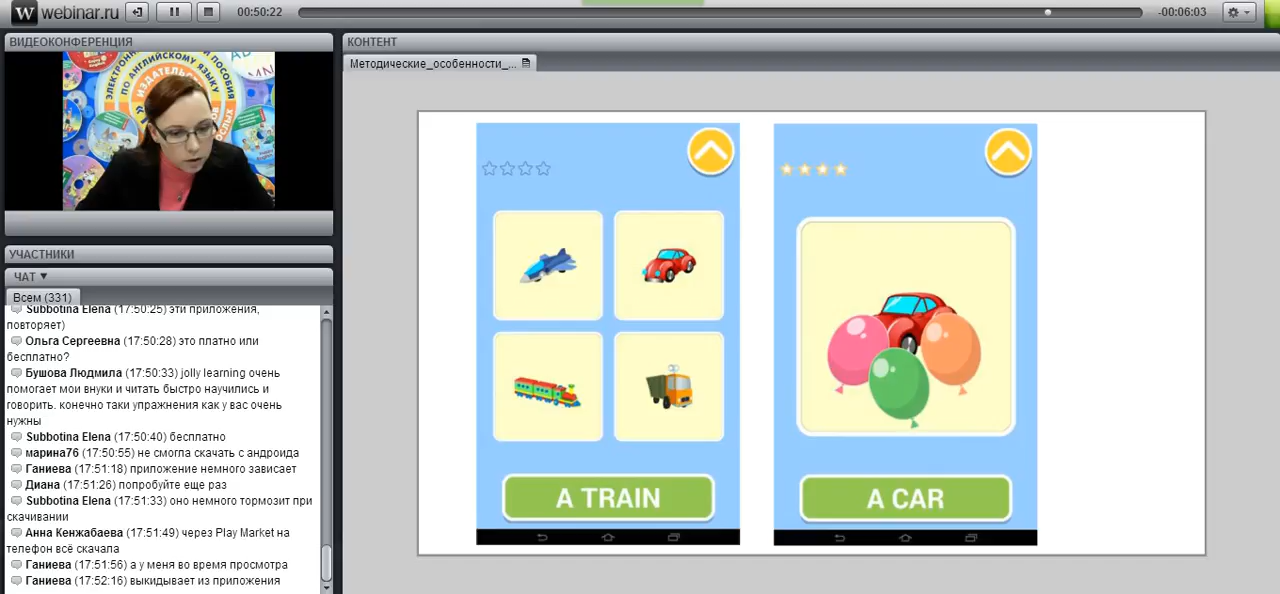 webinar.ru
00:50:22
-00:06:03
ВИДЕОКОНФЕРЕНЦИЯ
ЭЛЕКТРОННЫЕ
ПОСОБИЯ
ПО АНГЛИЙСКОМУ ЯЗЫКУ
ИЗДАТЕЛЬСТВО
УЧАСТНИКИ
ЧАТ
Всем (331)
Subbotina Elena (17:50:25) эти приложения,
повторяет)
Ольга Сергеевна (17:50:28) это платно или
бесплатно?
Бушова Людмила (17:50:33) jolly learning очень
помогает мои внуки и читать быстро научились и
говорить. конечно таки упражнения как у вас очень
нужны
Subbotina Elena (17:50:40) бесплатно
марина76 (17:50:55) не смогла скачать с андроида
Ганиева (17:51:18) приложение немного зависает
Диана (17:51:26) попробуйте еще раз
Subbotina Elena (17:51:33) оно немного тормозит при
скачивании
Анна Кенжабаева (17:51:49) через Play Market на
телефон всё скачала
Ганиева (17:51:56) а у меня во время просмотра
Ганиева (17:52:16) выкидывает из приложения
КОНТЕНТ
Методические_особенности_...
A TRAIN
A CAR